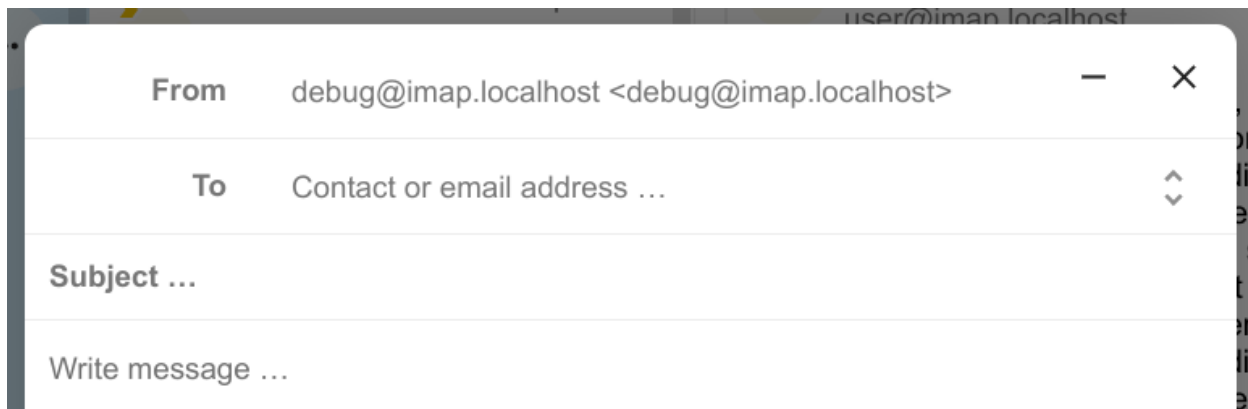 user@imap.localhost
From debug@imap.localhost <debug@imap.localhost>
To Contact or email address …
Subject …
Write message …